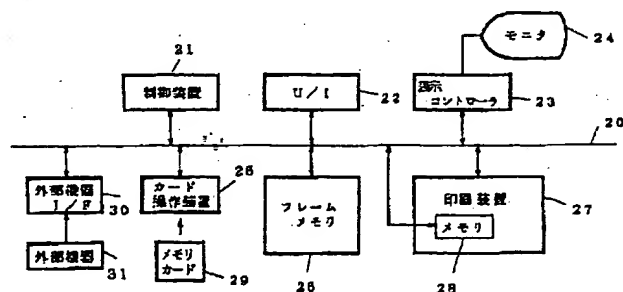 モニタ
24
21
制御装置
U/I
22
表示
コントローラ
23
20
外部機器
I/F
30
カード
操作装置
25
フレーム
メモリ
26
印画装置
27
メモリ
28
外部機器
31
メモリ
カード
29